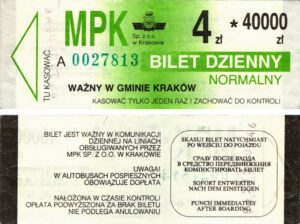 MPK
Sp. z o.o.
w Krakowie
4 zł * 40000 zł
TU KASOWAĆ
A 0027813
BILET DZIENNY
NORMALNY
WAŻNY W GMINIE KRAKÓW
KASOWAĆ TYLKO JEDEN RAZ I ZACHOWAĆ DO KONTROLI
BILET JEST WAŻNY W KOMUNIKACJI
DZIENNEJ NA LINIACH
OBSŁUGIWANYCH PRZEZ
MPK SP. Z O.O. W KRAKOWIE
UWAGA!
W AUTOBUSACH POSPIESZNYCH
OBOWIĄZUJE DOPŁATA
NAŁOŻONA W CZASIE KONTROLI
OPŁATA PODWYŻSZONA ZA BRAK BILETU
NIE PODLEGA ANULOWANIU
SKASUJ BILET NATYCHMIAST
PO WEJŚCIU DO POJAZDU
СРАЗУ ПОСЛЕ ВХОДА
В СРЕДСТВО ПЕРЕДВИЖЕНИЯ
КОМПОСТИРОВАТЬ БИЛЕТ
SOFORT ENTWERTEN
NACH DEM EINSTEIGEN
PUNCH IMMEDIATELY
AFTER BOARDING